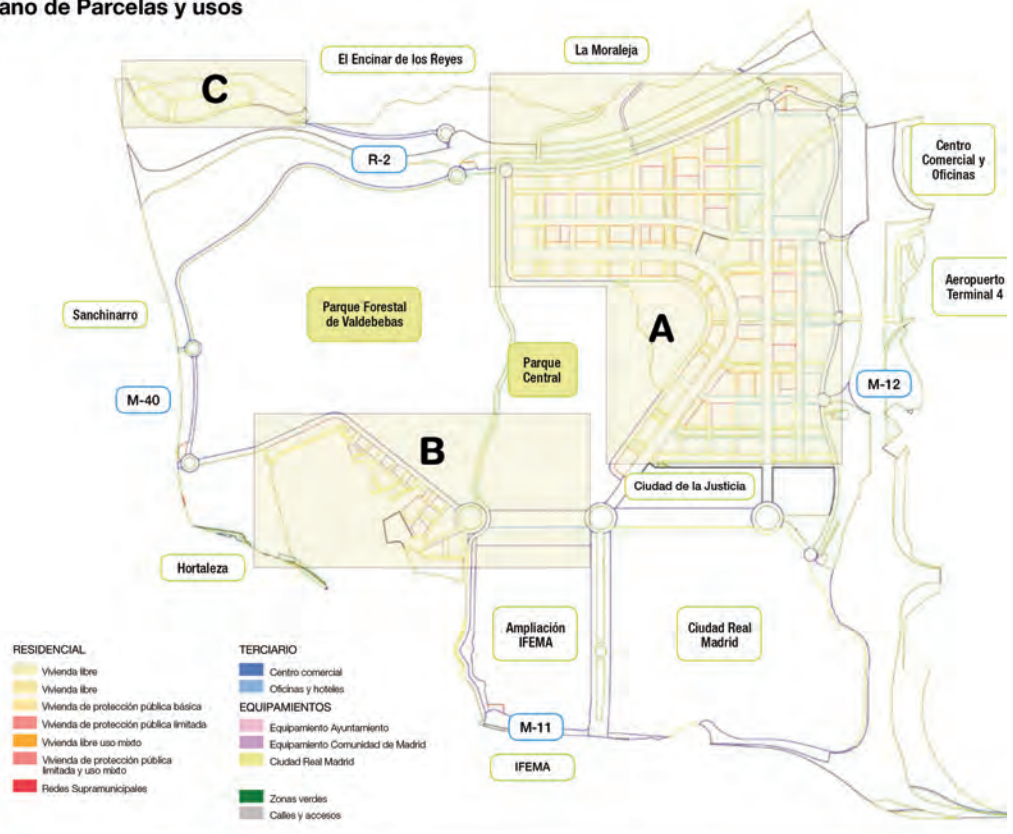 ano de Parcelas y usos
El Encinar de los Reyes
La Moraleja
C
R-2
Centro
Comercial y
Oficinas
Aeropuerto
Terminal 4
Sanchinarro
Parque Forestal
de Valdebebas
A
Parque
Central
M-40
M-12
B
Ciudad de la Justicia
Hortaleza
Ampliación
IFEMA
Ciudad Real
Madrid
M-11
IFEMA
RESIDENCIAL
Vivienda libre
Vivienda libre
Vivienda de protección pública básica
Vivienda de protección pública limitada
Vivienda libre uso mixto
Vivienda de protección pública
limitada y uso mixto
Redes Supramunicipales
TERCIARIO
Centro comercial
Oficinas y hoteles
EQUIPAMIENTOS
Equipamiento Ayuntamiento
Equipamiento Comunidad de Madrid
Ciudad Real Madrid
Zonas verdes
Calles y accesos